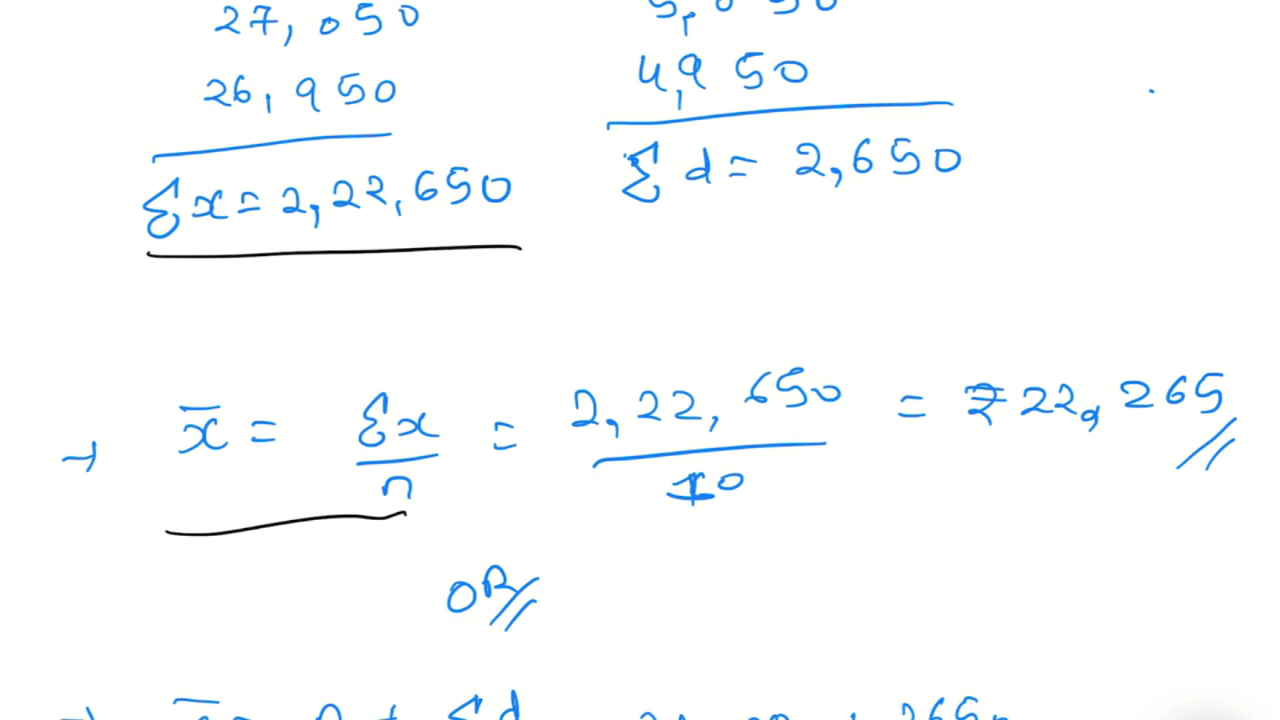 27,050
26,950 4,950
Σx = 2,22,650 Σd = 2,650
→ x̄ = Σx/n = 2,22,650/10 = ₹22,265
OR